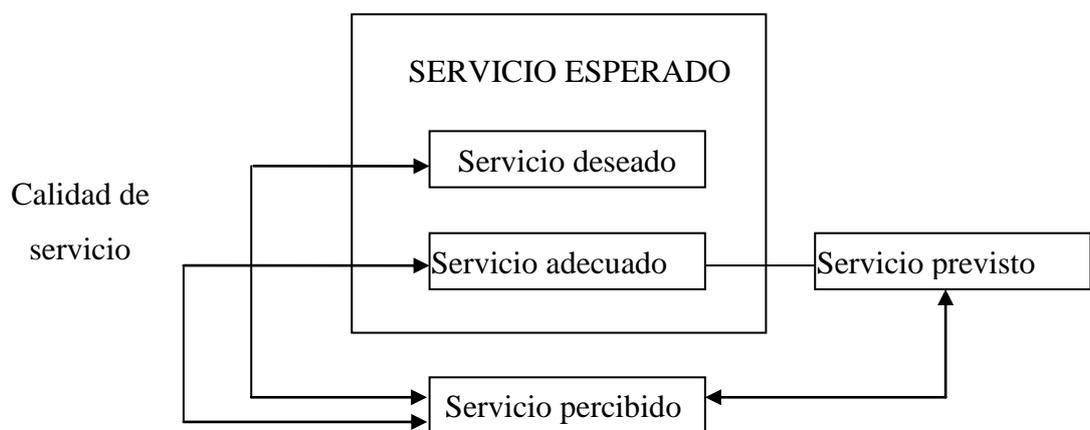 SERVICIO ESPERADO
Servicio deseado
Calidad de
servicio
Servicio adecuado
Servicio previsto
Servicio percibido